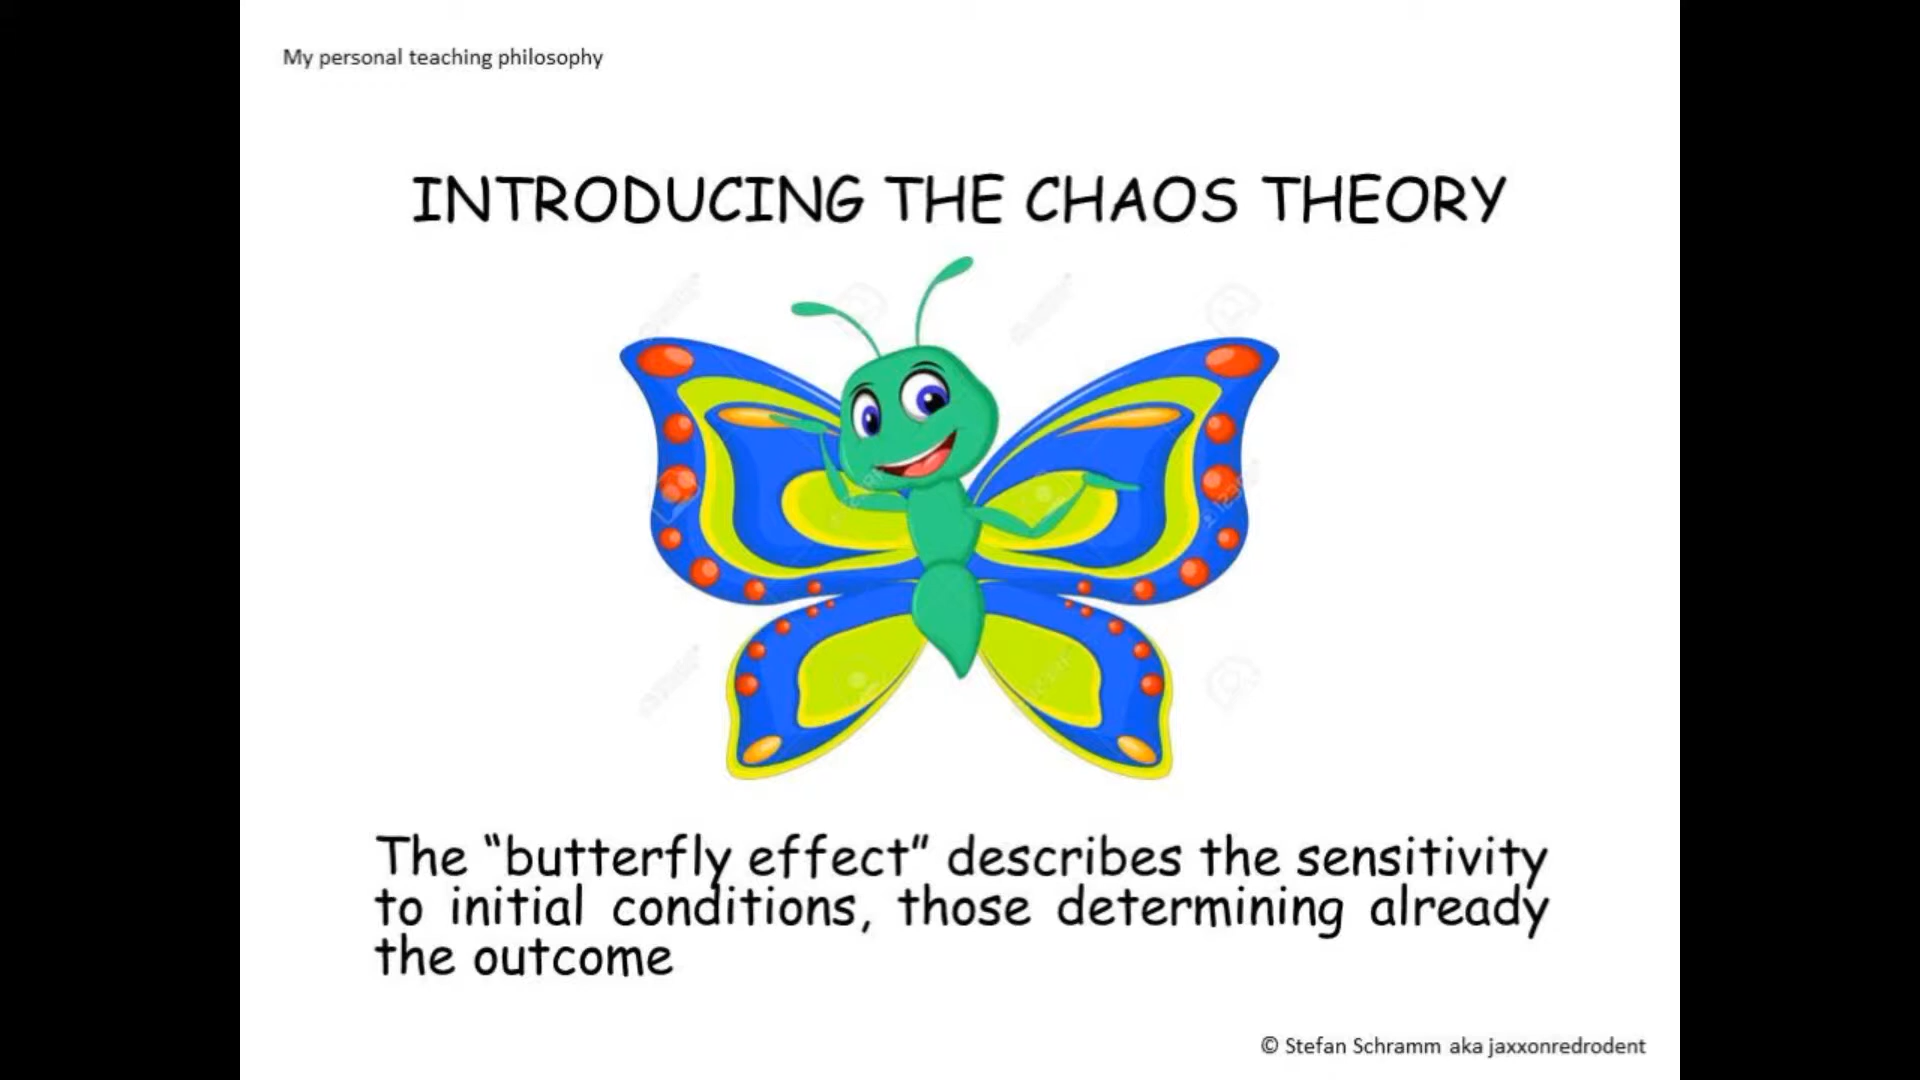 My personal teaching philosophy
INTRODUCING THE CHAOS THEORY
The “butterfly effect” describes the sensitivity
to initial conditions, those determining already
the outcome
© Stefan Schramm aka jaxxonredrodent